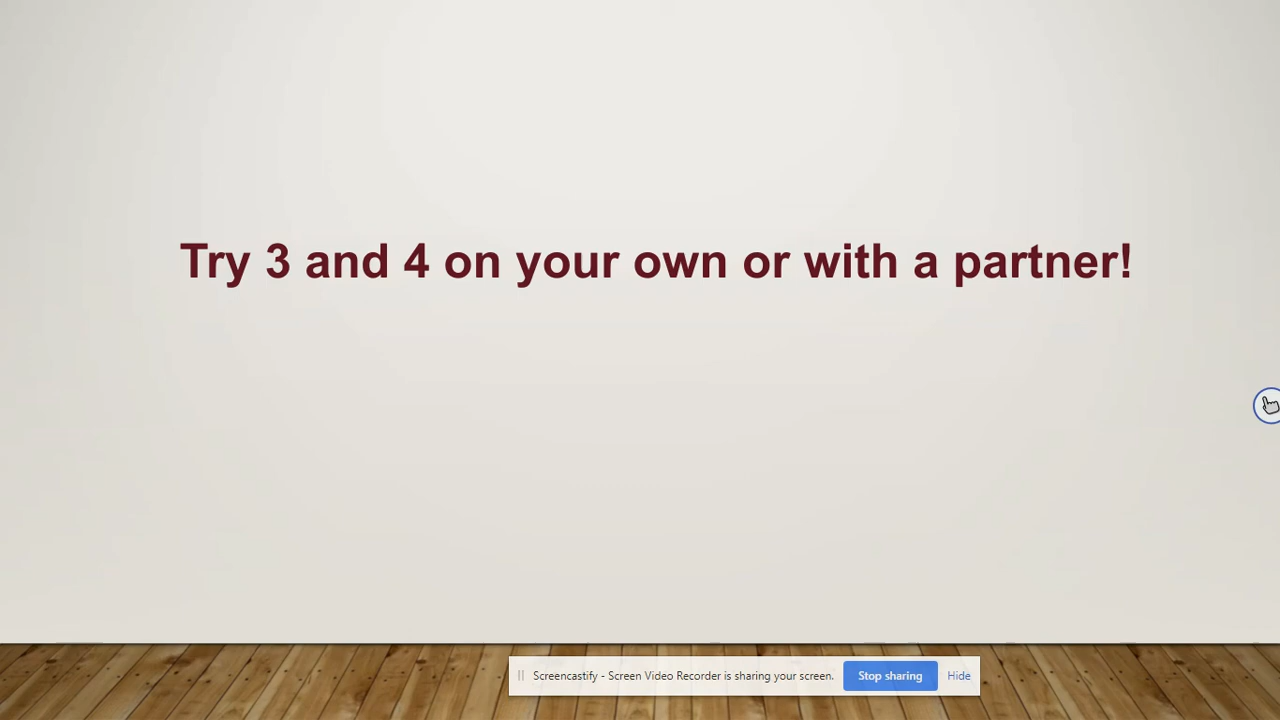 Try 3 and 4 on your own or with a partner!
Screencastify - Screen Video Recorder is sharing your screen. Stop sharing Hide